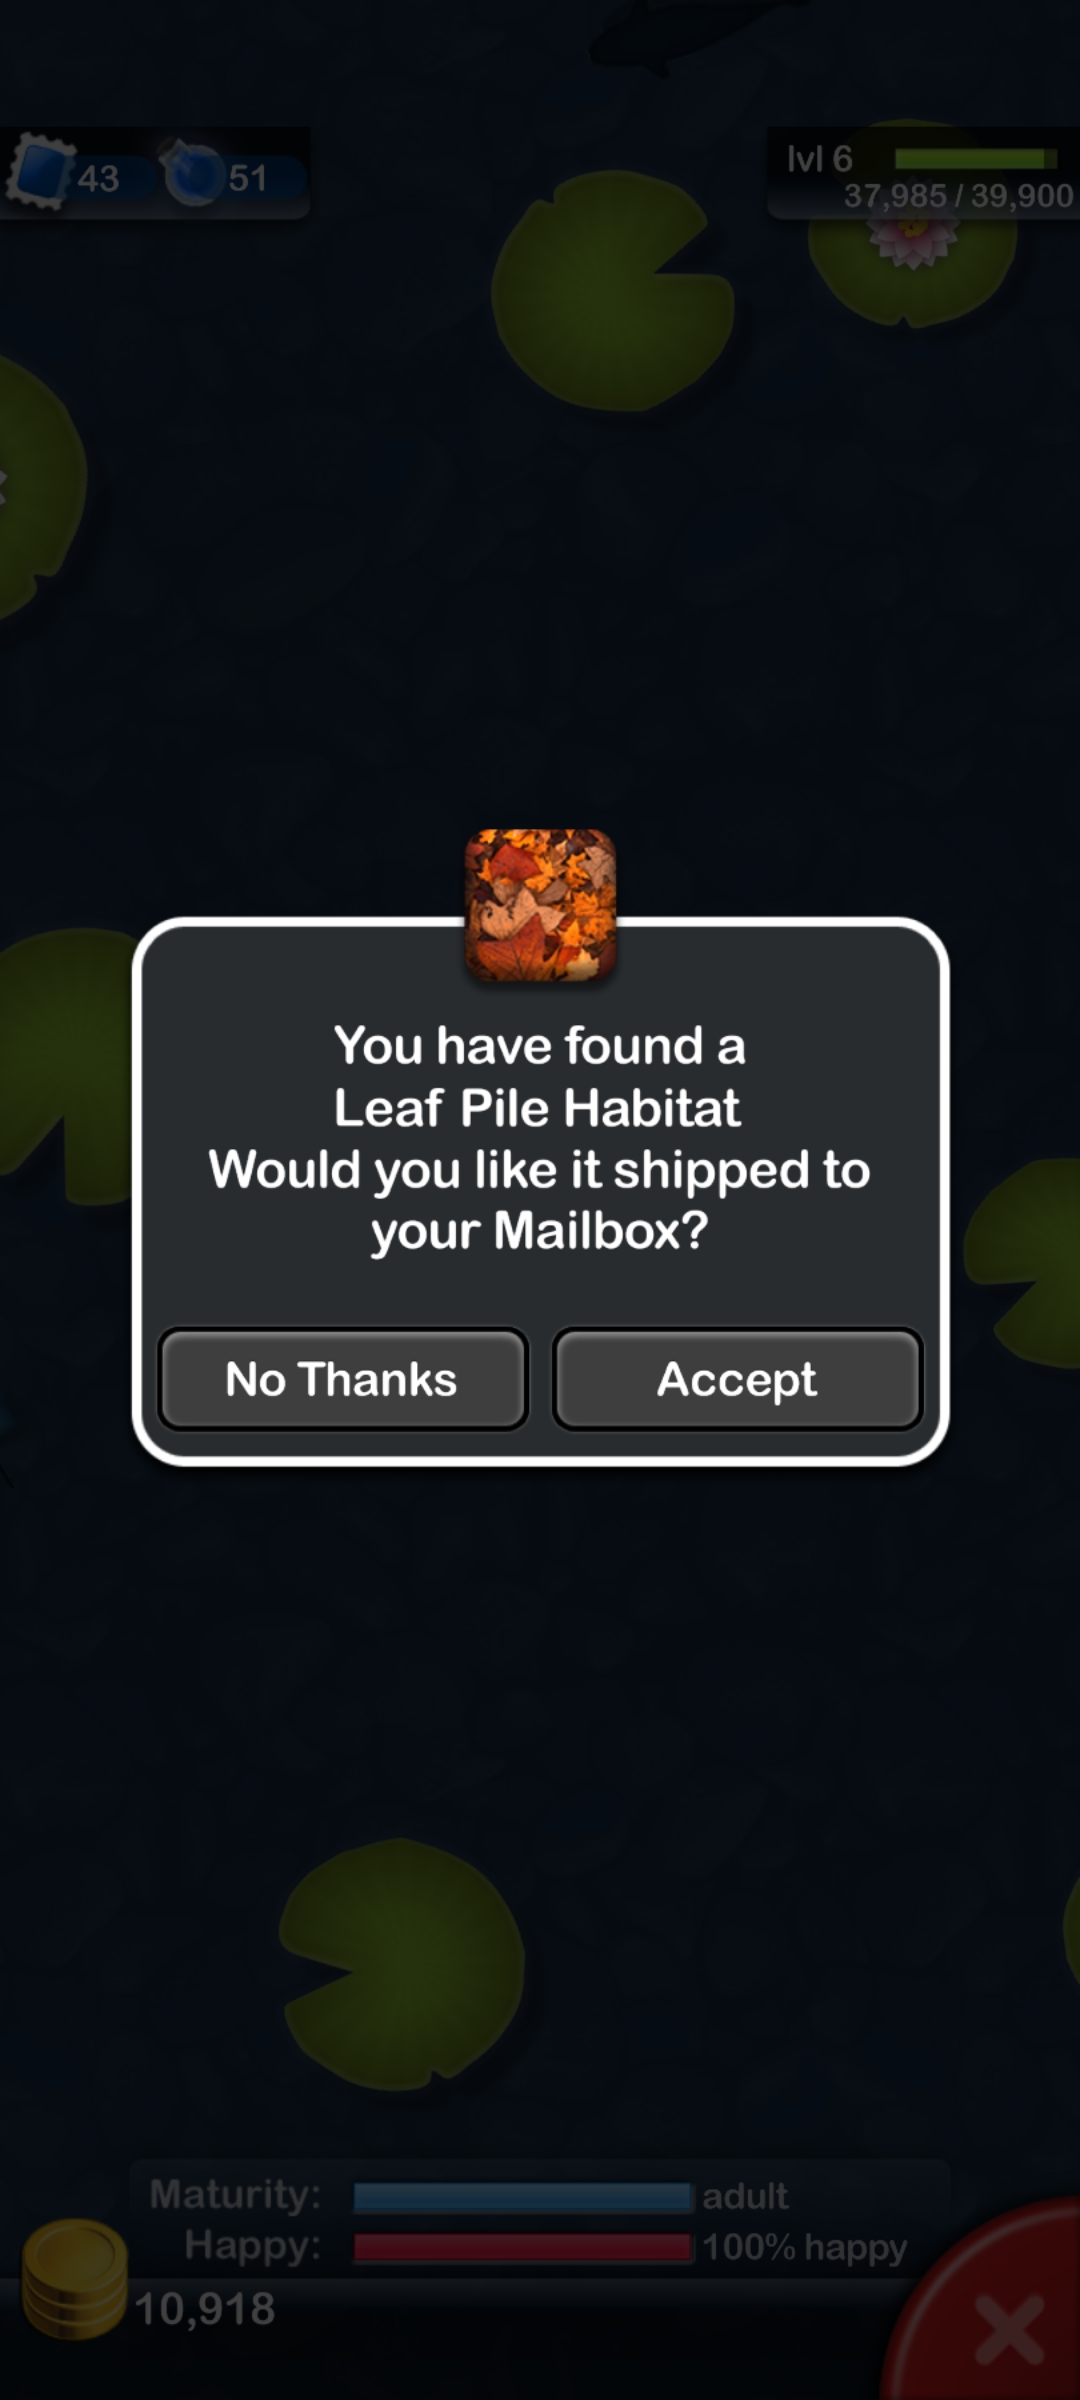 43
51
lvl 6
37,985 / 39,900
You have found a
Leaf Pile Habitat
Would you like it shipped to
your Mailbox?
No Thanks
Accept
Maturity:
adult
Happy:
100% happy
10,918